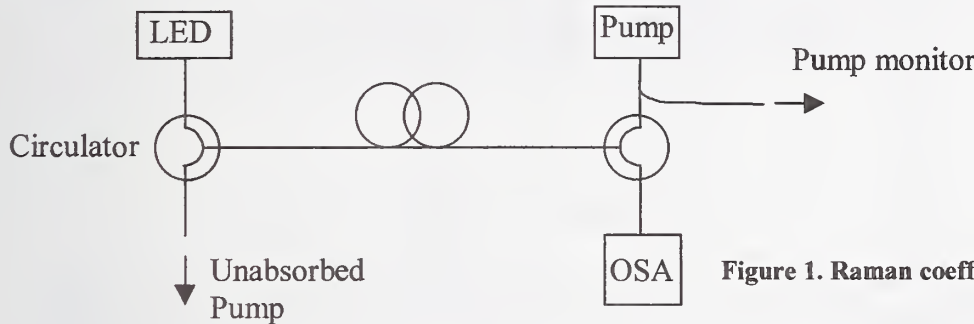 LED
Pump
Pump monitor
Circulator
Unabsorbed
Pump
OSA
Figure 1. Raman coeff